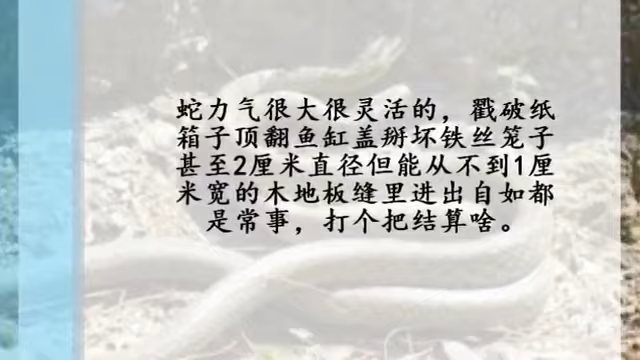 蛇力气很大很灵活的，戳破纸
箱子顶翻鱼缸盖掰坏铁丝笼子
甚至2厘米直径但能从不到1厘
米宽的木地板缝里进出自如都
是常事，打个把结算啥。